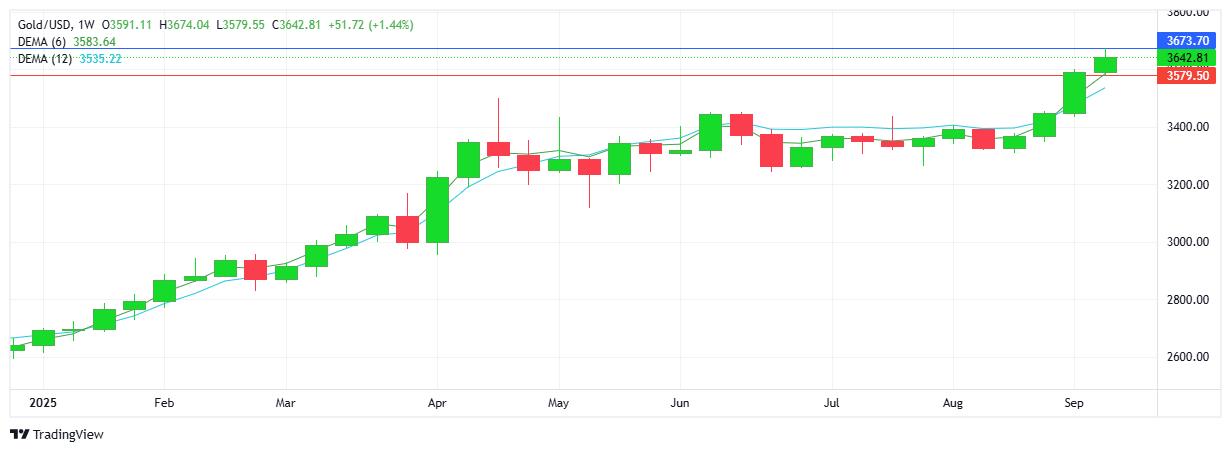 Gold/USD, 1W O3591.11 H3674.04 L3579.55 C3642.81 +51.72 (+1.44%)
DEMA (6) 3583.64
DEMA (12) 3535.22
3800.00
3673.70
3642.81
3579.50
3400.00
3200.00
3000.00
2800.00
2600.00
2025 Feb Mar Apr May Jun Jul Aug Sep
TradingView